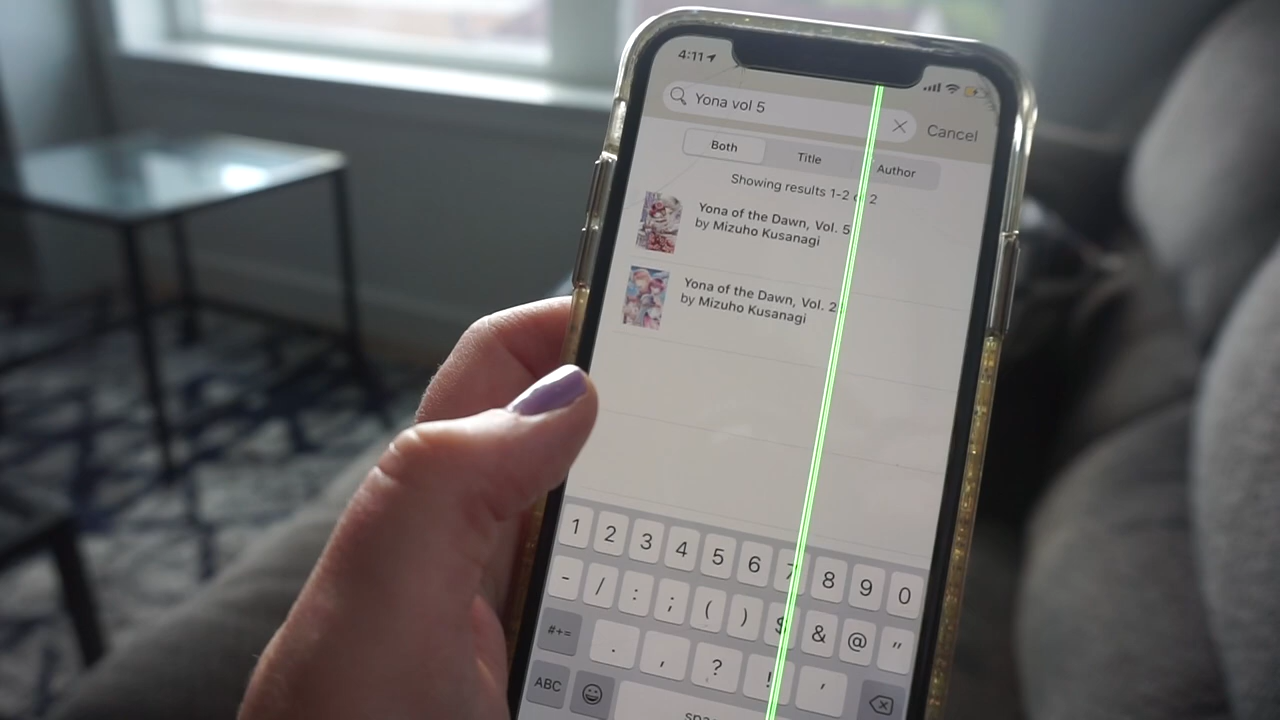 4:11
Yona vol 5
Cancel
Both Title Author
Showing results 1-2 2
Yona of the Dawn, Vol. 5
by Mizuho Kusanagi
Yona of the Dawn, Vol. 2
by Mizuho Kusanagi
1 2 3 4 5 6 7 8 9 0
- / : ; ( ) $ & @ "
#+= . , ? ! '
ABC